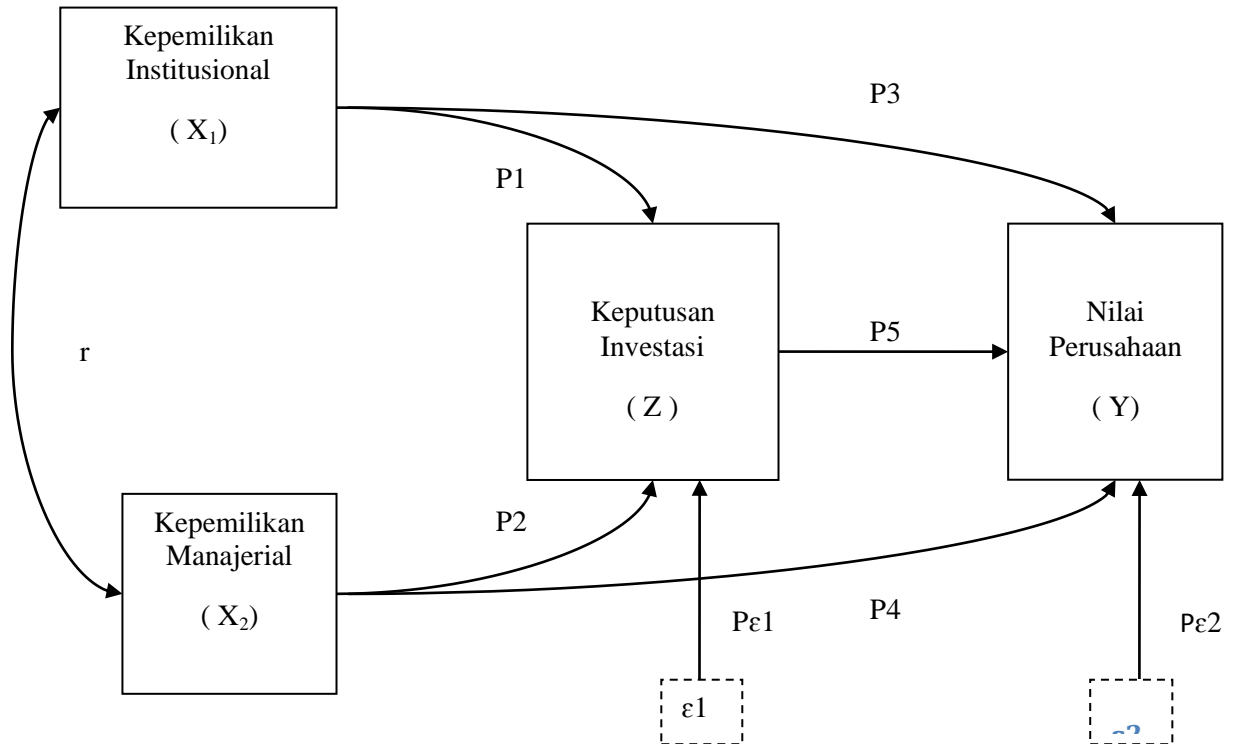 Kepemilikan
Institusional
( X₁)
P3
P1
Keputusan
Investasi
( Z )
P5
Nilai
Perusahaan
( Y)
r
Kepemilikan
Manajerial
( X₂)
P2
P4
Pε1
Pε2
ε1